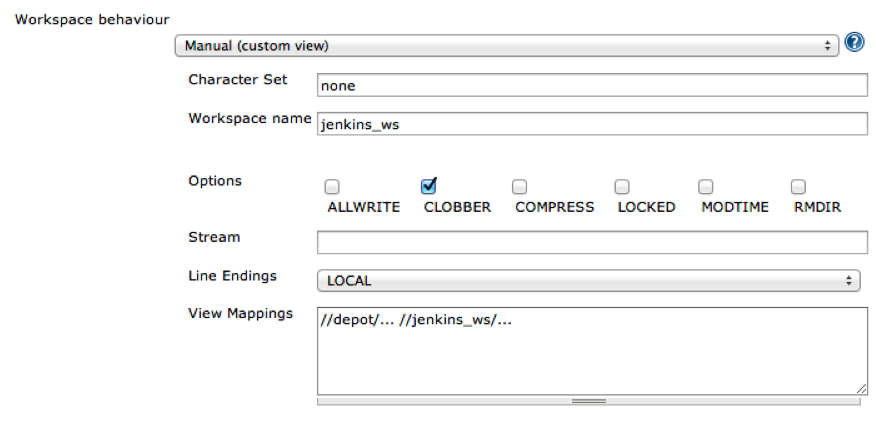 Workspace behaviour
Manual (custom view)
?
Character Set
none
Workspace name
jenkins_ws
Options
ALLWRITE CLOBBER COMPRESS LOCKED MODTIME RMDIR
Stream
Line Endings
LOCAL
View Mappings
//depot/... //jenkins_ws/...